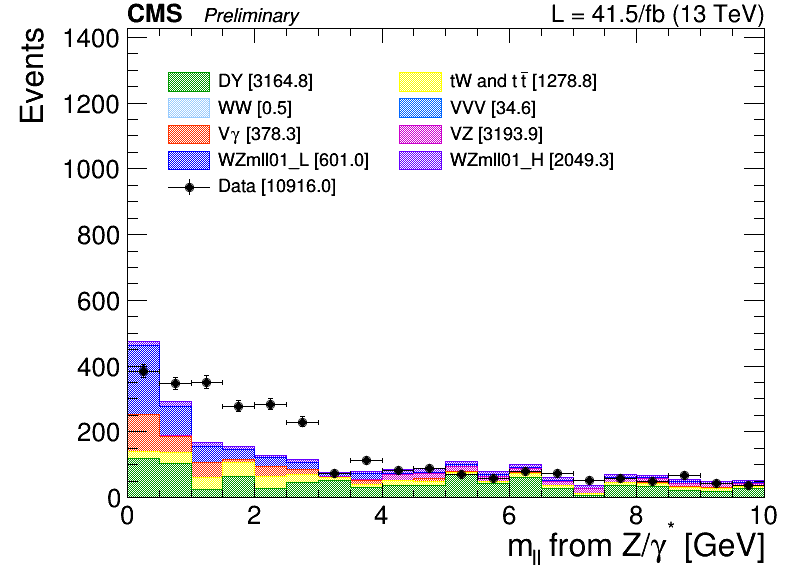 CMS Preliminary L = 41.5/fb (13 TeV)
Events
1400
1200
1000
800
600
400
200
0
DY [3164.8] tW and tt̅ [1278.8]
WW [0.5] VVV [34.6]
Vγ [378.3] VZ [3193.9]
WZmll01_L [601.0] WZmll01_H [2049.3]
Data [10916.0]
0 2 4 6 8 10
m_ll from Z/γ* [GeV]